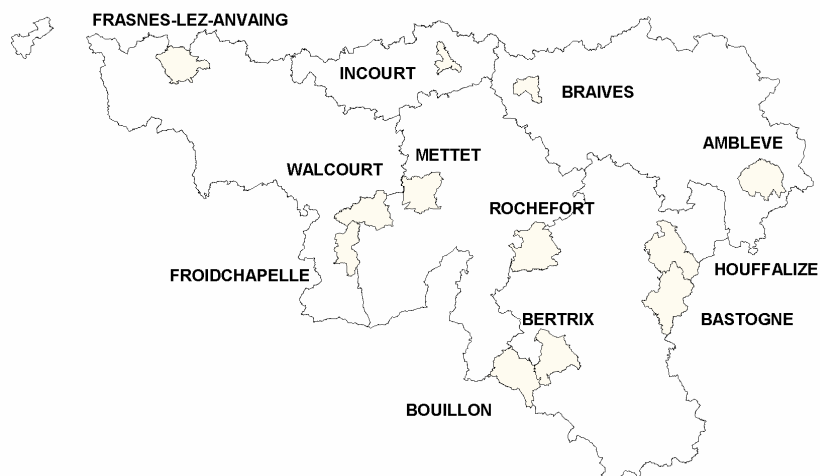 FRASNES-LEZ-ANVAING
INCOURT
BRAIVES
AMBLEVE
METTET
WALCOURT
ROCHEFORT
HOUFFALIZE
FROIDCHAPELLE
BERTRIX
BASTOGNE
BOUILLON